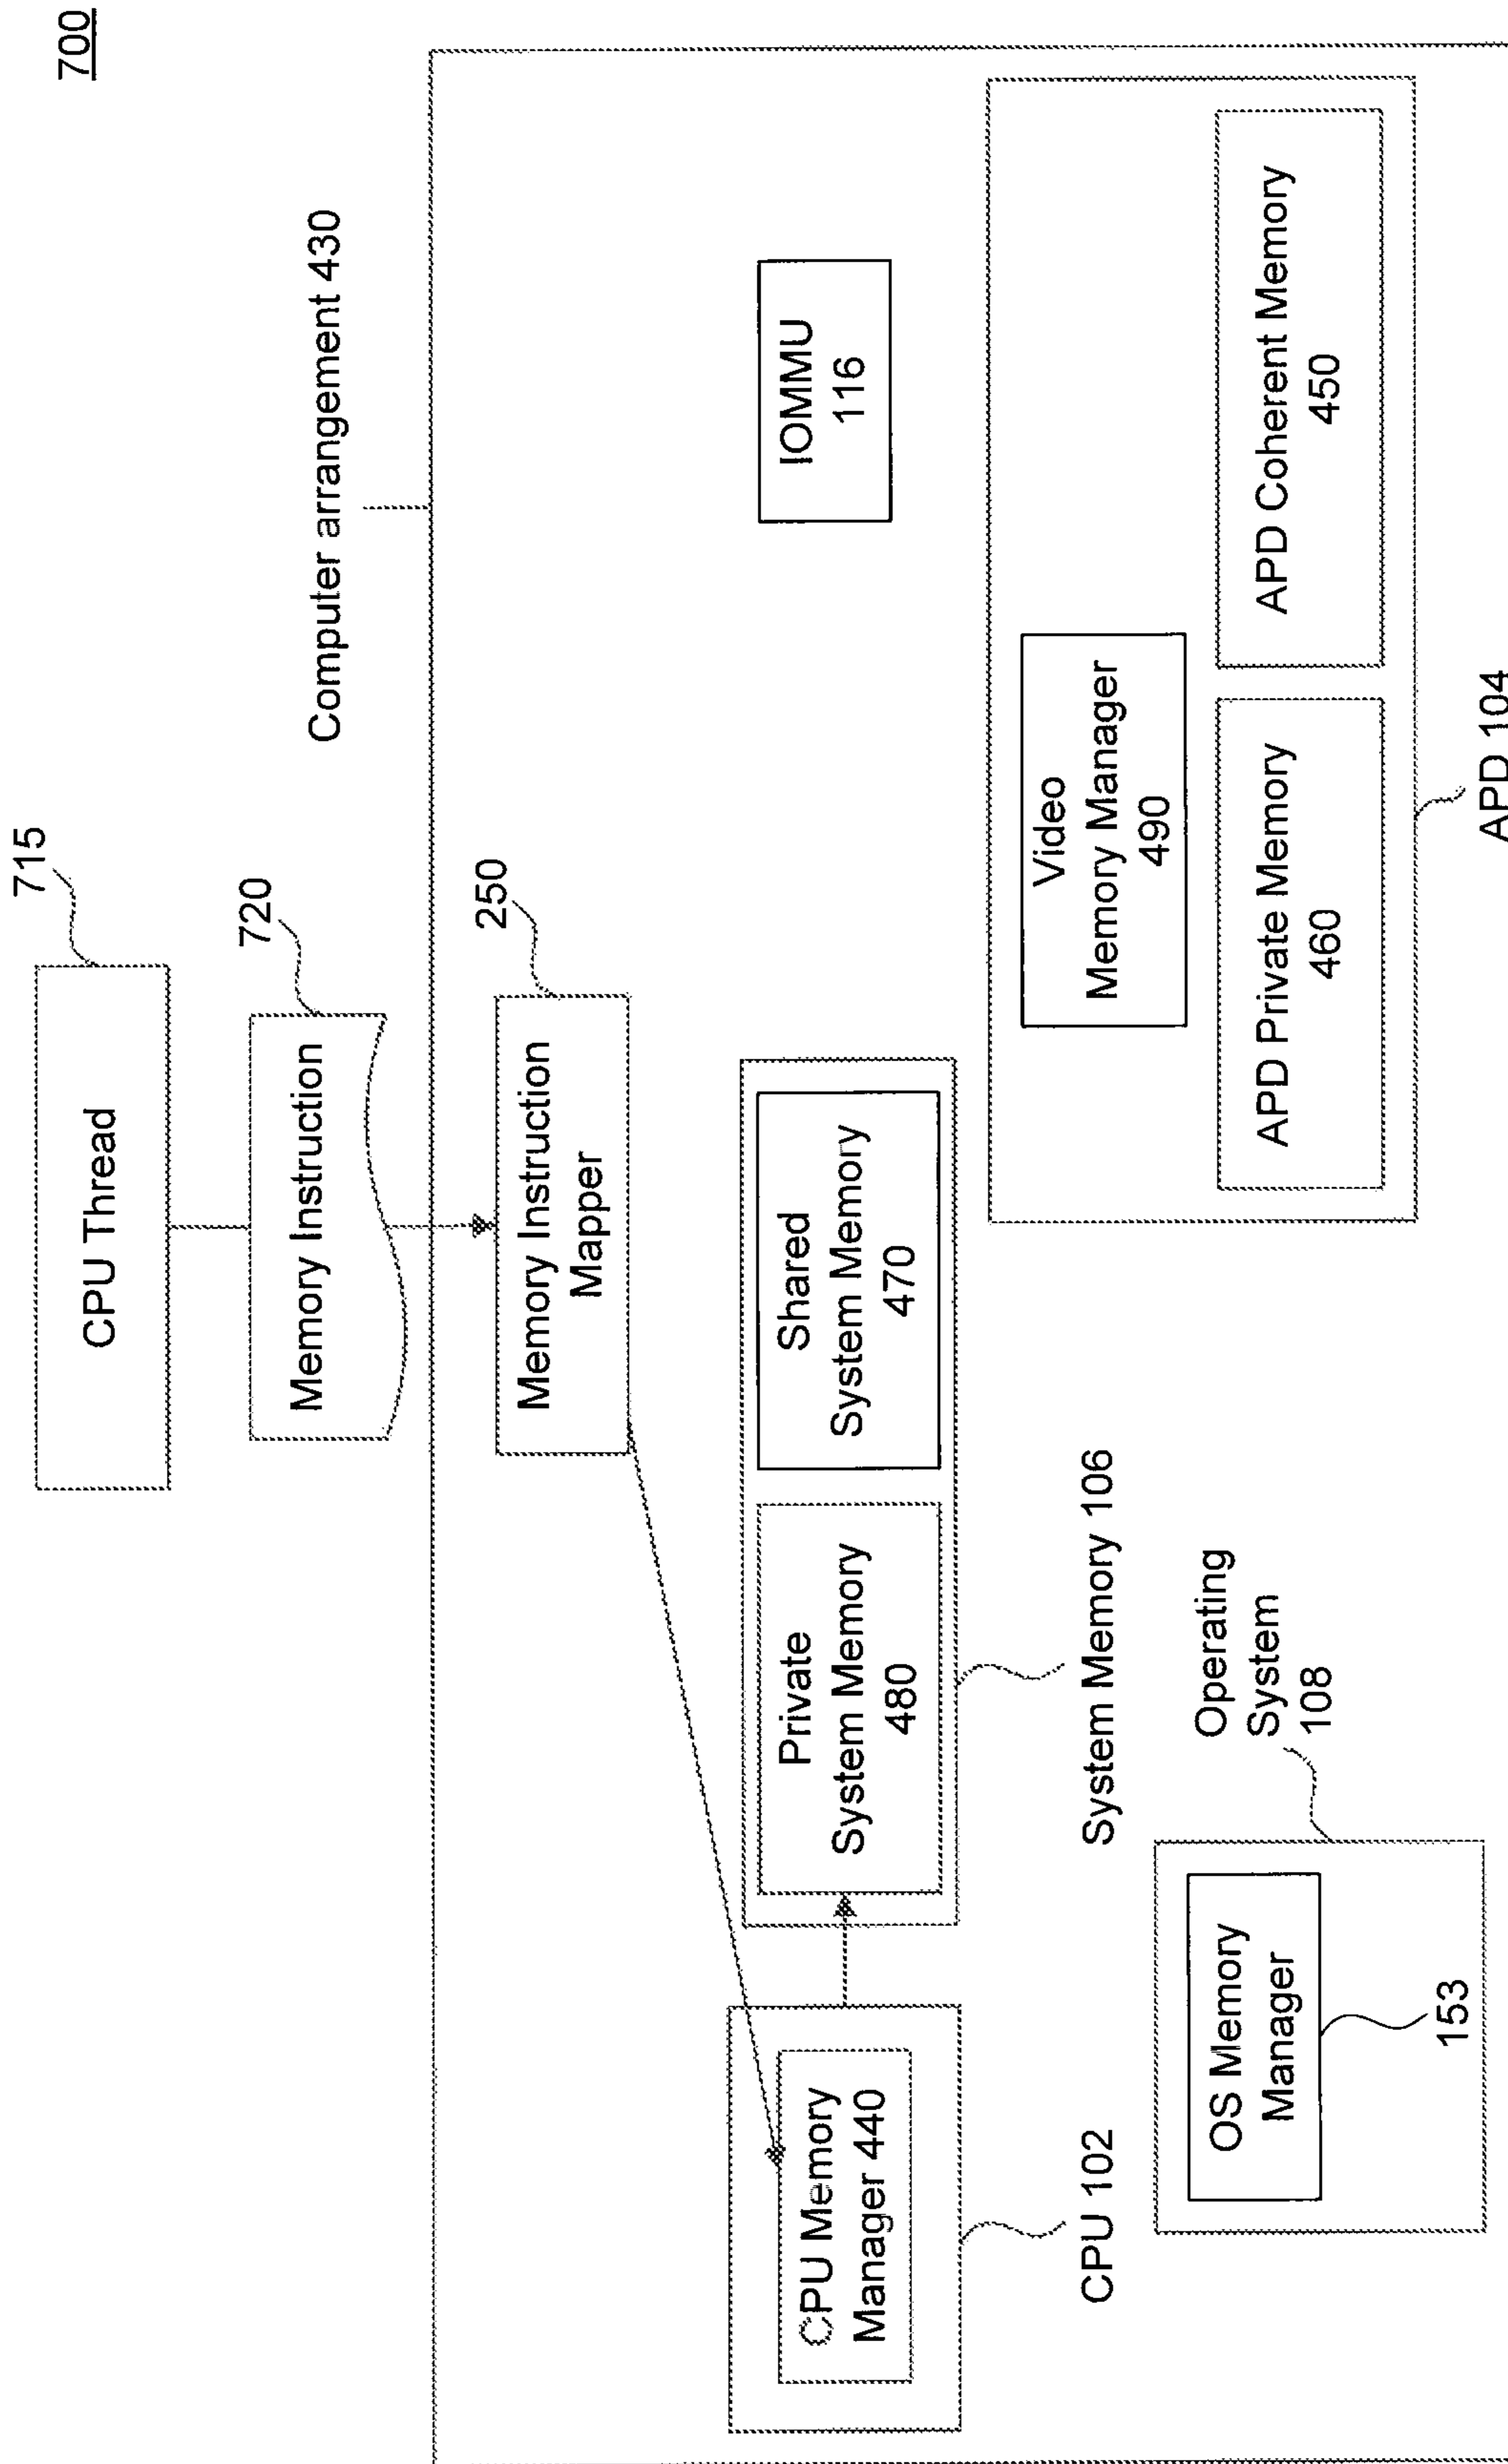 700
CPU Thread
715
Memory Instruction
720
Computer arrangement 430
Memory Instruction
Mapper
250
CPU Memory
Manager 440
CPU 102
Private
System Memory
480
Shared
System Memory
470
System Memory 106
IOMMU
116
OS Memory
Manager
153
Operating
System
108
Video
Memory Manager
490
APD Private Memory
460
APD Coherent Memory
450
APD 104